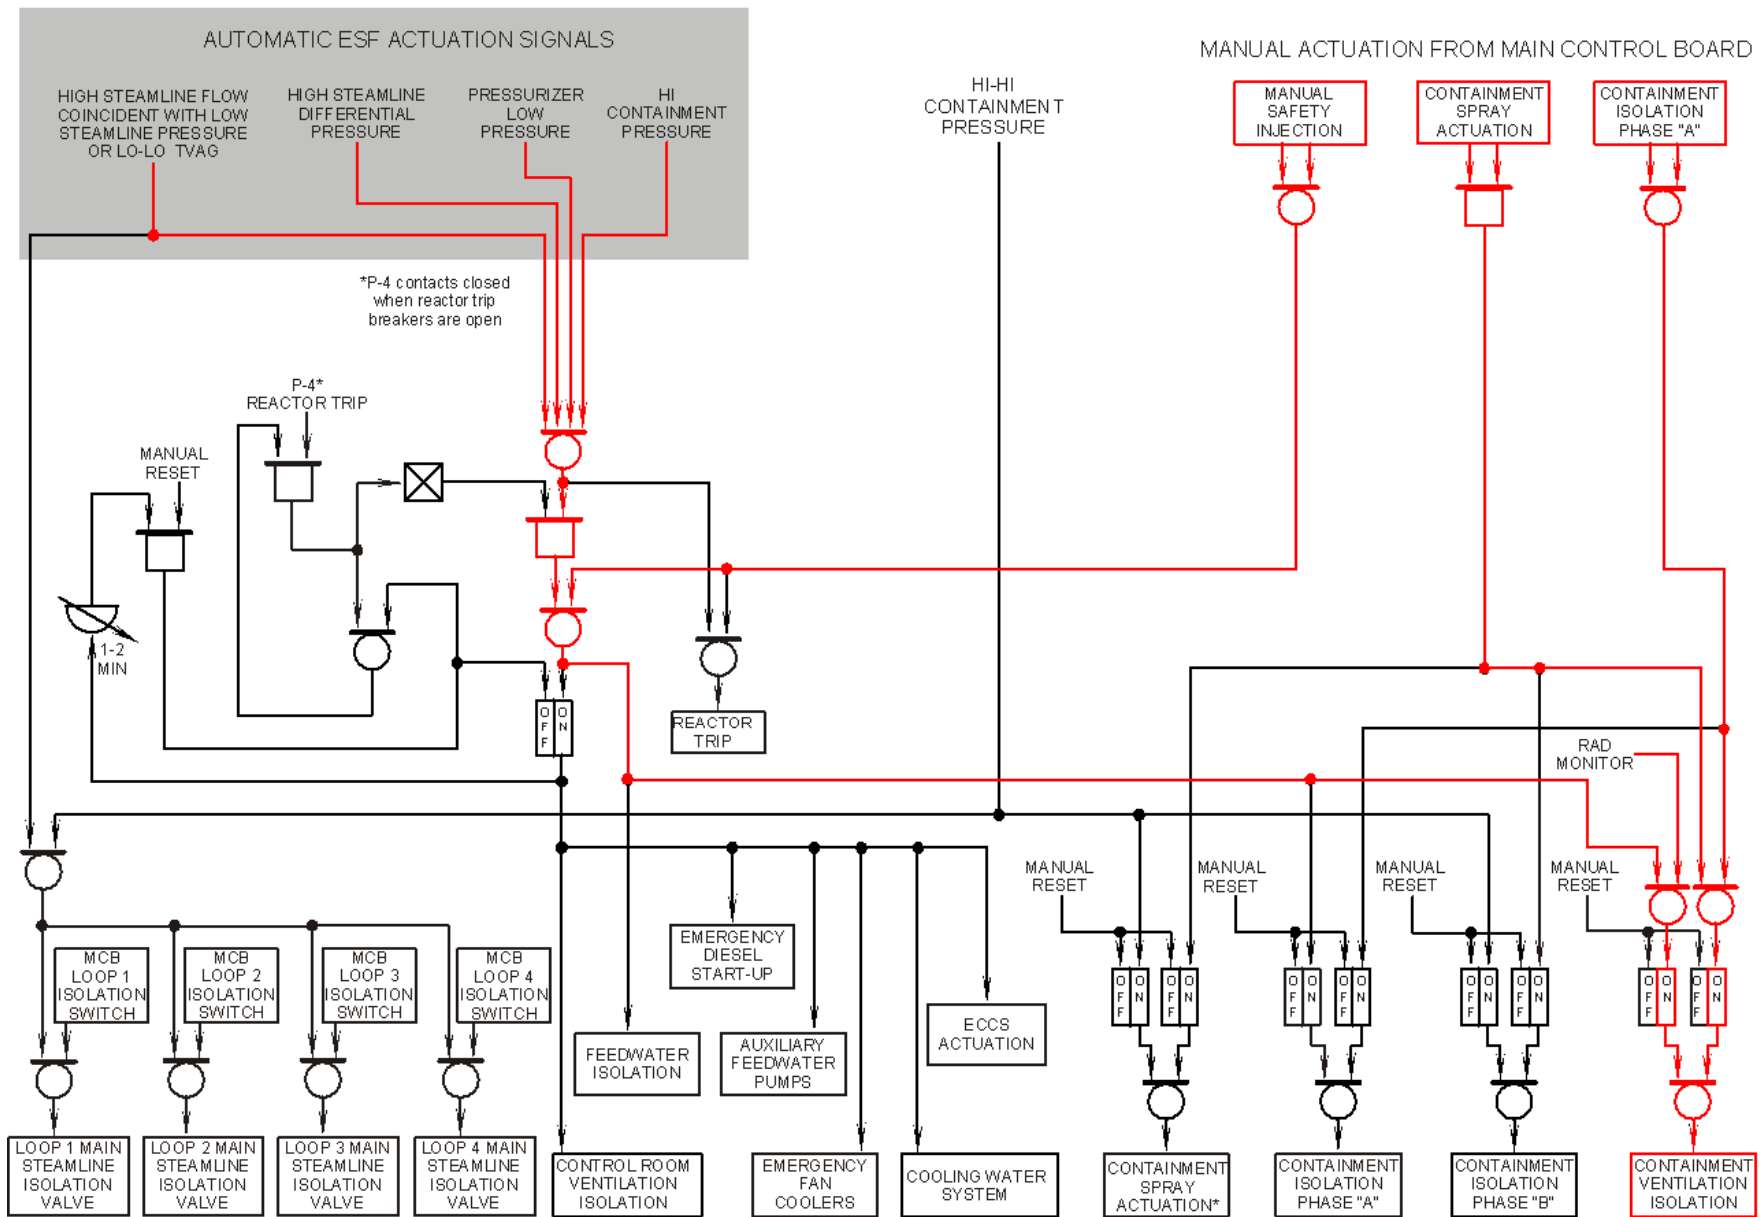 AUTOMATIC ESF ACTUATION SIGNALS
MANUAL ACTUATION FROM MAIN CONTROL BOARD
HIGH STEAMLINE FLOW
COINCIDENT WITH LOW
STEAMLINE PRESSURE
OR LO-LO TVAG
HIGH STEAMLINE
DIFFERENTIAL
PRESSURE
PRESSURIZER
LOW
PRESSURE
HI
CONTAINMENT
PRESSURE
HI-HI
CONTAINMENT
PRESSURE
MANUAL
SAFETY
INJECTION
CONTAINMENT
SPRAY
ACTUATION
CONTAINMENT
ISOLATION
PHASE "A"
*P-4 contacts closed
when reactor trip
breakers are open
P-4*
REACTOR TRIP
MANUAL
RESET
1-2
MIN
OFF
ON
REACTOR
TRIP
RAD
MONITOR
MANUAL
RESET
MANUAL
RESET
MANUAL
RESET
MANUAL
RESET
OFF
ON
OFF
ON
OFF
ON
OFF
ON
OFF
ON
OFF
ON
OFF
ON
OFF
ON
MCB
LOOP 1
ISOLATION
SWITCH
MCB
LOOP 2
ISOLATION
SWITCH
MCB
LOOP 3
ISOLATION
SWITCH
MCB
LOOP 4
ISOLATION
SWITCH
EMERGENCY
DIESEL
START-UP
FEEDWATER
ISOLATION
AUXILIARY
FEEDWATER
PUMPS
ECCS
ACTUATION
LOOP 1 MAIN
STEAMLINE
ISOLATION
VALVE
LOOP 2 MAIN
STEAMLINE
ISOLATION
VALVE
LOOP 3 MAIN
STEAMLINE
ISOLATION
VALVE
LOOP 4 MAIN
STEAMLINE
ISOLATION
VALVE
CONTROL ROOM
VENTILATION
ISOLATION
EMERGENCY
FAN
COOLERS
COOLING WATER
SYSTEM
CONTAINMENT
SPRAY
ACTUATION*
CONTAINMENT
ISOLATION
PHASE "A"
CONTAINMENT
ISOLATION
PHASE "B"
CONTAINMENT
VENTILATION
ISOLATION